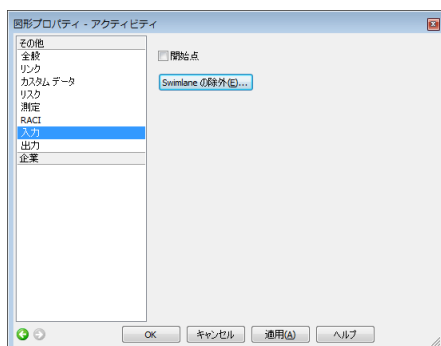 図形プロパティ - アクティビティ
その他
全般
リンク
カスタム データ
リスク
測定
RACI
入力
出力
企業
開始点
Swimlane の除外(E)...
OK
キャンセル
適用(A)
ヘルプ